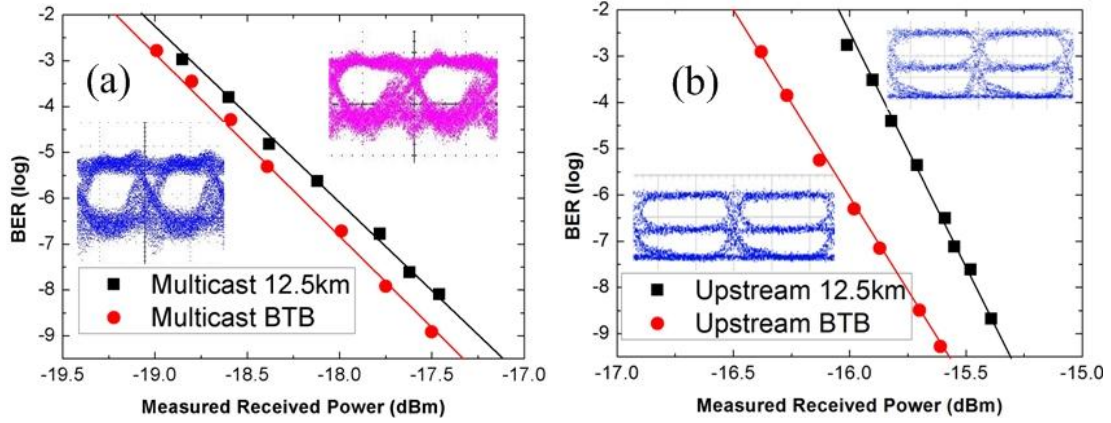 (a)
BER (log)
-2
-3
-4
-5
-6
-7
-8
-9
Multicast 12.5km
Multicast BTB
-19.5 -19.0 -18.5 -18.0 -17.5 -17.0
Measured Received Power (dBm)
(b)
BER (log)
-2
-3
-4
-5
-6
-7
-8
-9
Upstream 12.5km
Upstream BTB
-17.0 -16.5 -16.0 -15.5 -15.0
Measured Received Power (dBm)